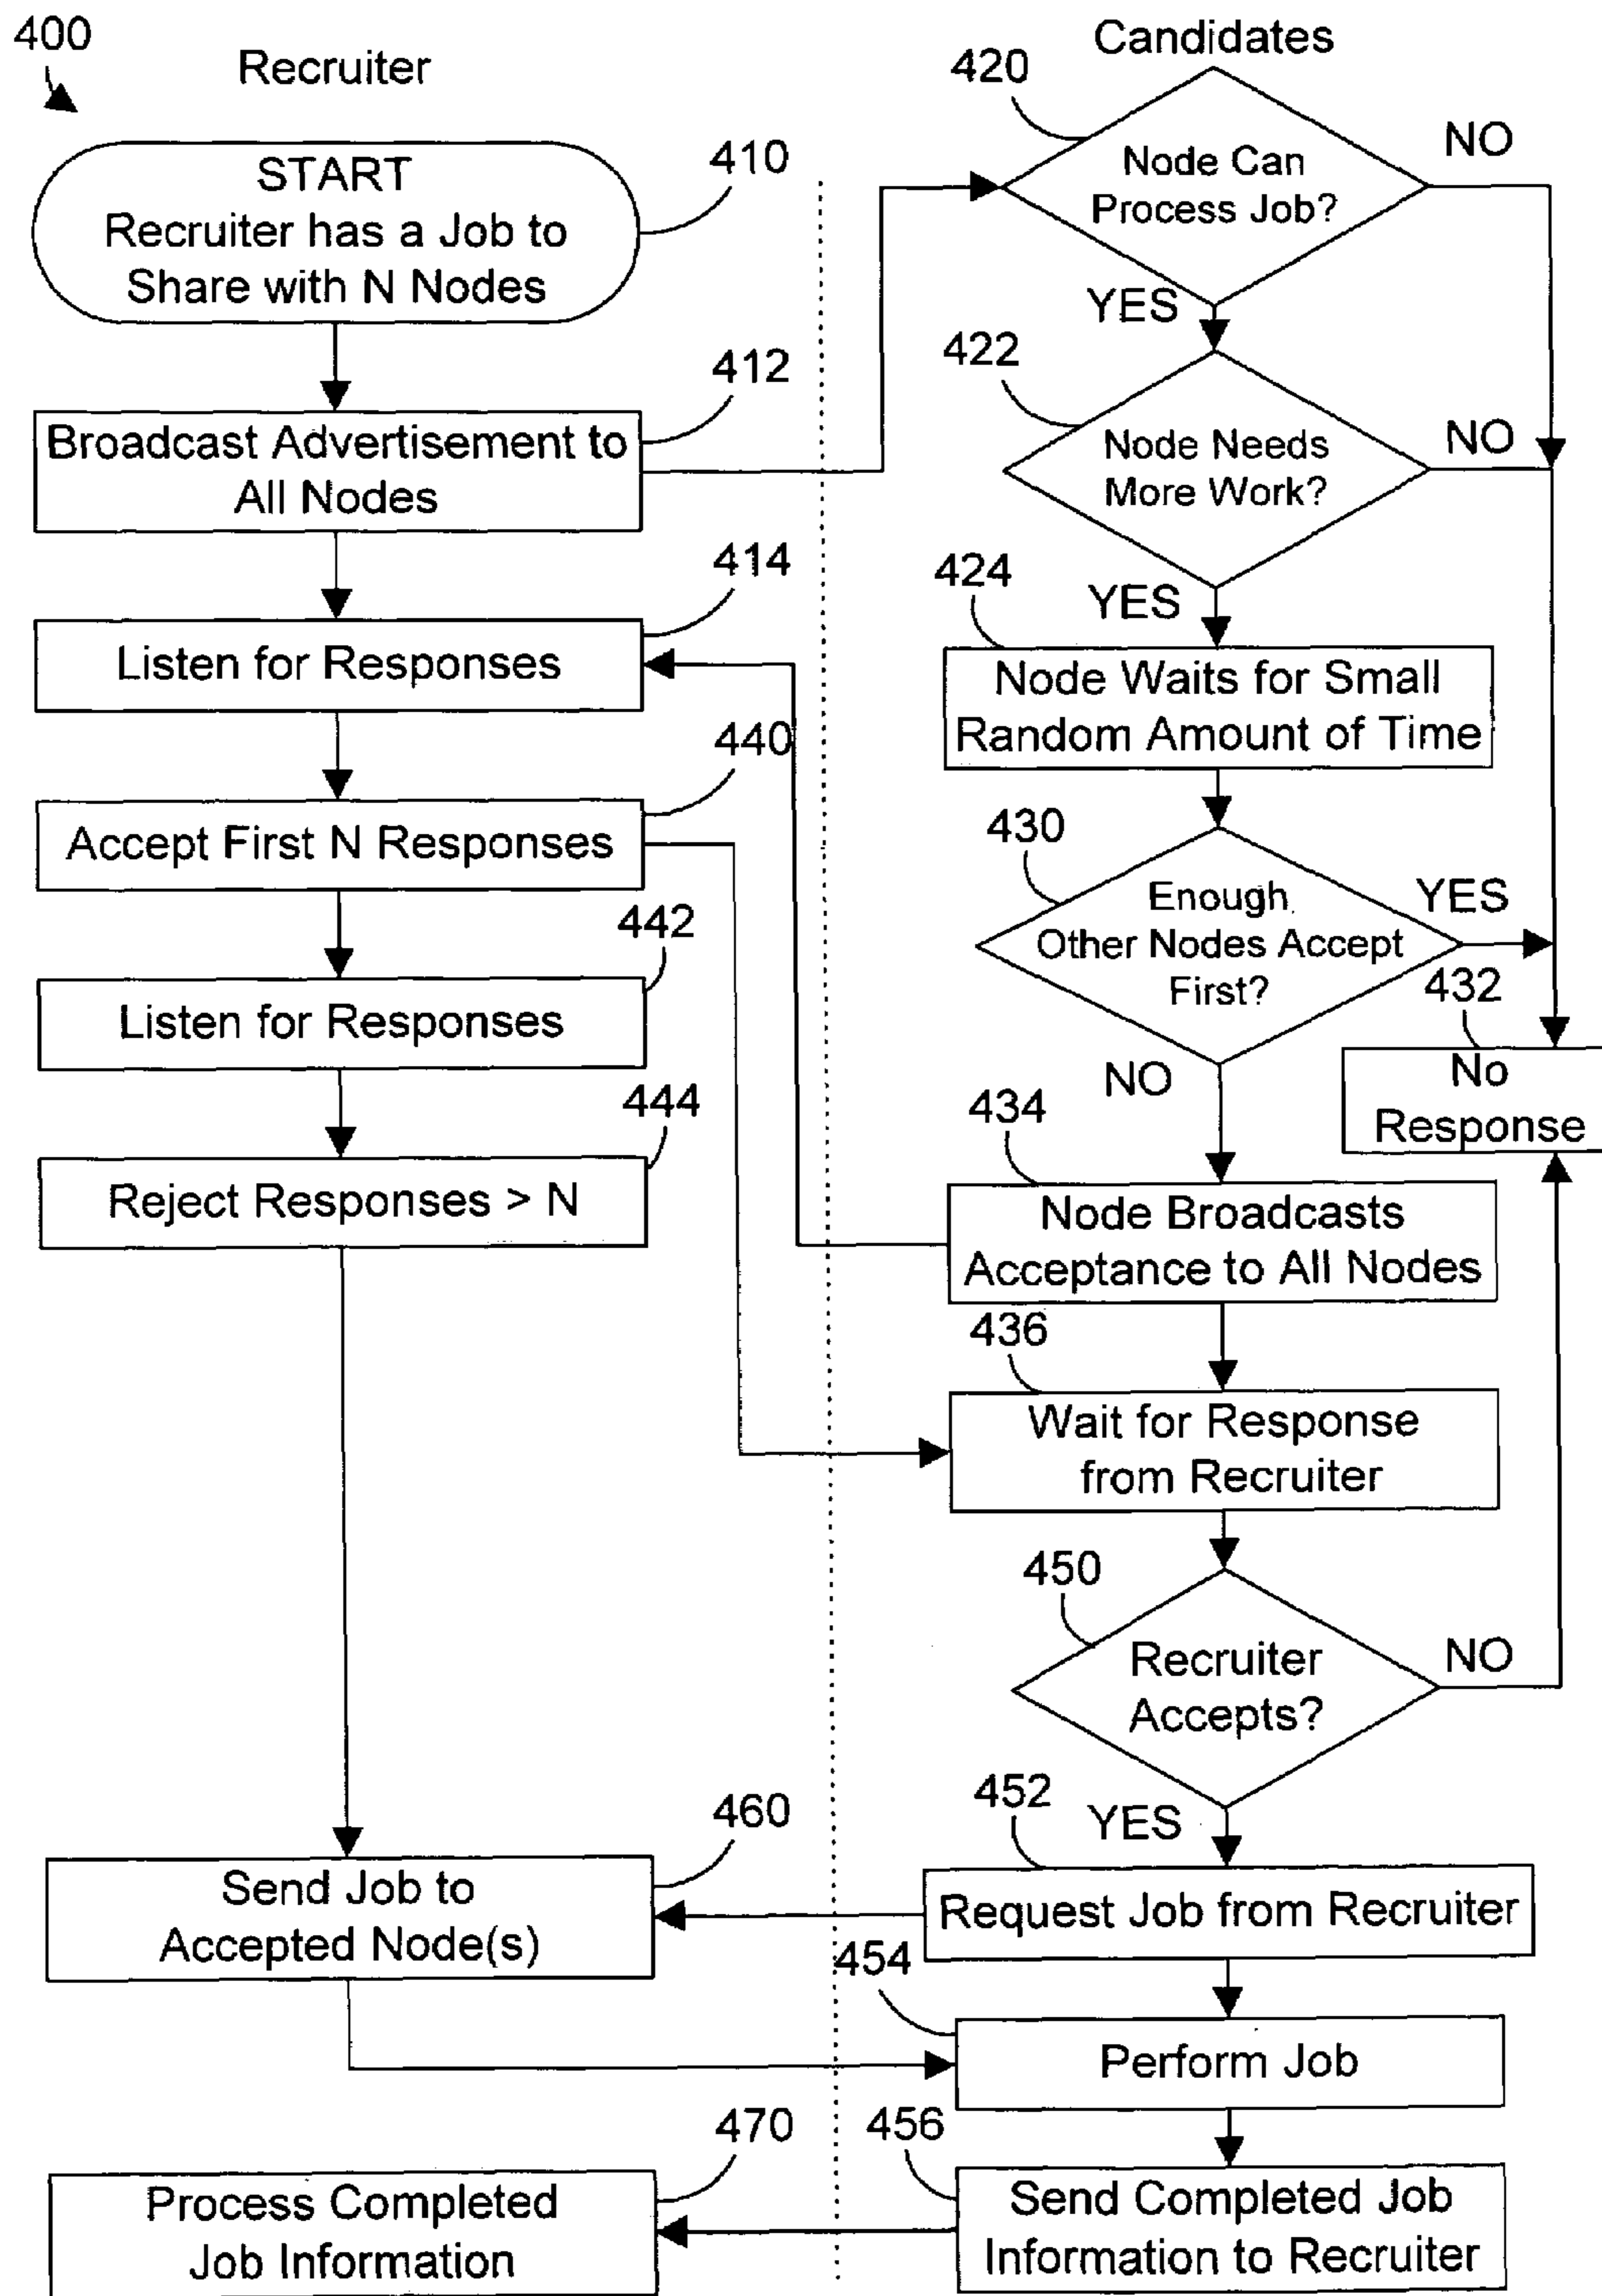 400
Recruiter
START
Recruiter has a Job to
Share with N Nodes
410
Broadcast Advertisement to
All Nodes
412
Listen for Responses
414
Accept First N Responses
440
Listen for Responses
442
Reject Responses > N
444
Send Job to
Accepted Node(s)
460
Process Completed
Job Information
470
Candidates
420
Node Can
Process Job?
NO
YES
422
Node Needs
More Work?
NO
YES
424
Node Waits for Small
Random Amount of Time
430
Enough
Other Nodes Accept
First?
YES
NO
432
No
Response
434
Node Broadcasts
Acceptance to All Nodes
436
Wait for Response
from Recruiter
450
Recruiter
Accepts?
NO
YES
452
Request Job from Recruiter
454
Perform Job
456
Send Completed Job
Information to Recruiter